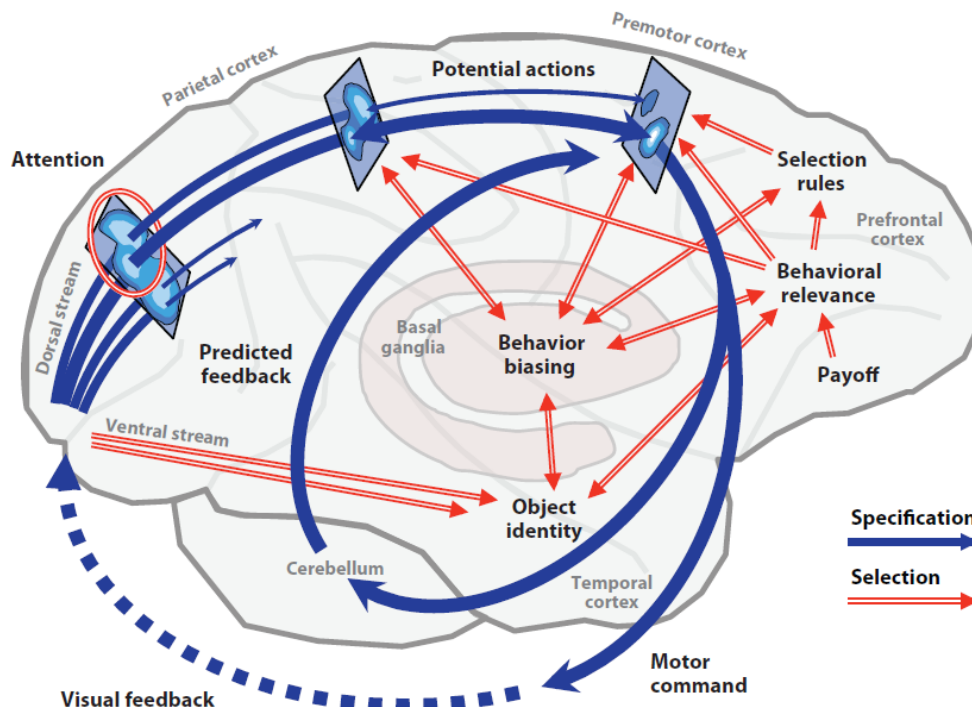 Premotor cortex
Parietal cortex
Potential actions
Attention
Selection
rules
Prefrontal
cortex
Behavioral
relevance
Dorsal stream
Basal
ganglia
Behavior
biasing
Predicted
feedback
Payoff
Ventral stream
Object
identity
Specification
Cerebellum
Temporal
cortex
Selection
Motor
command
Visual feedback